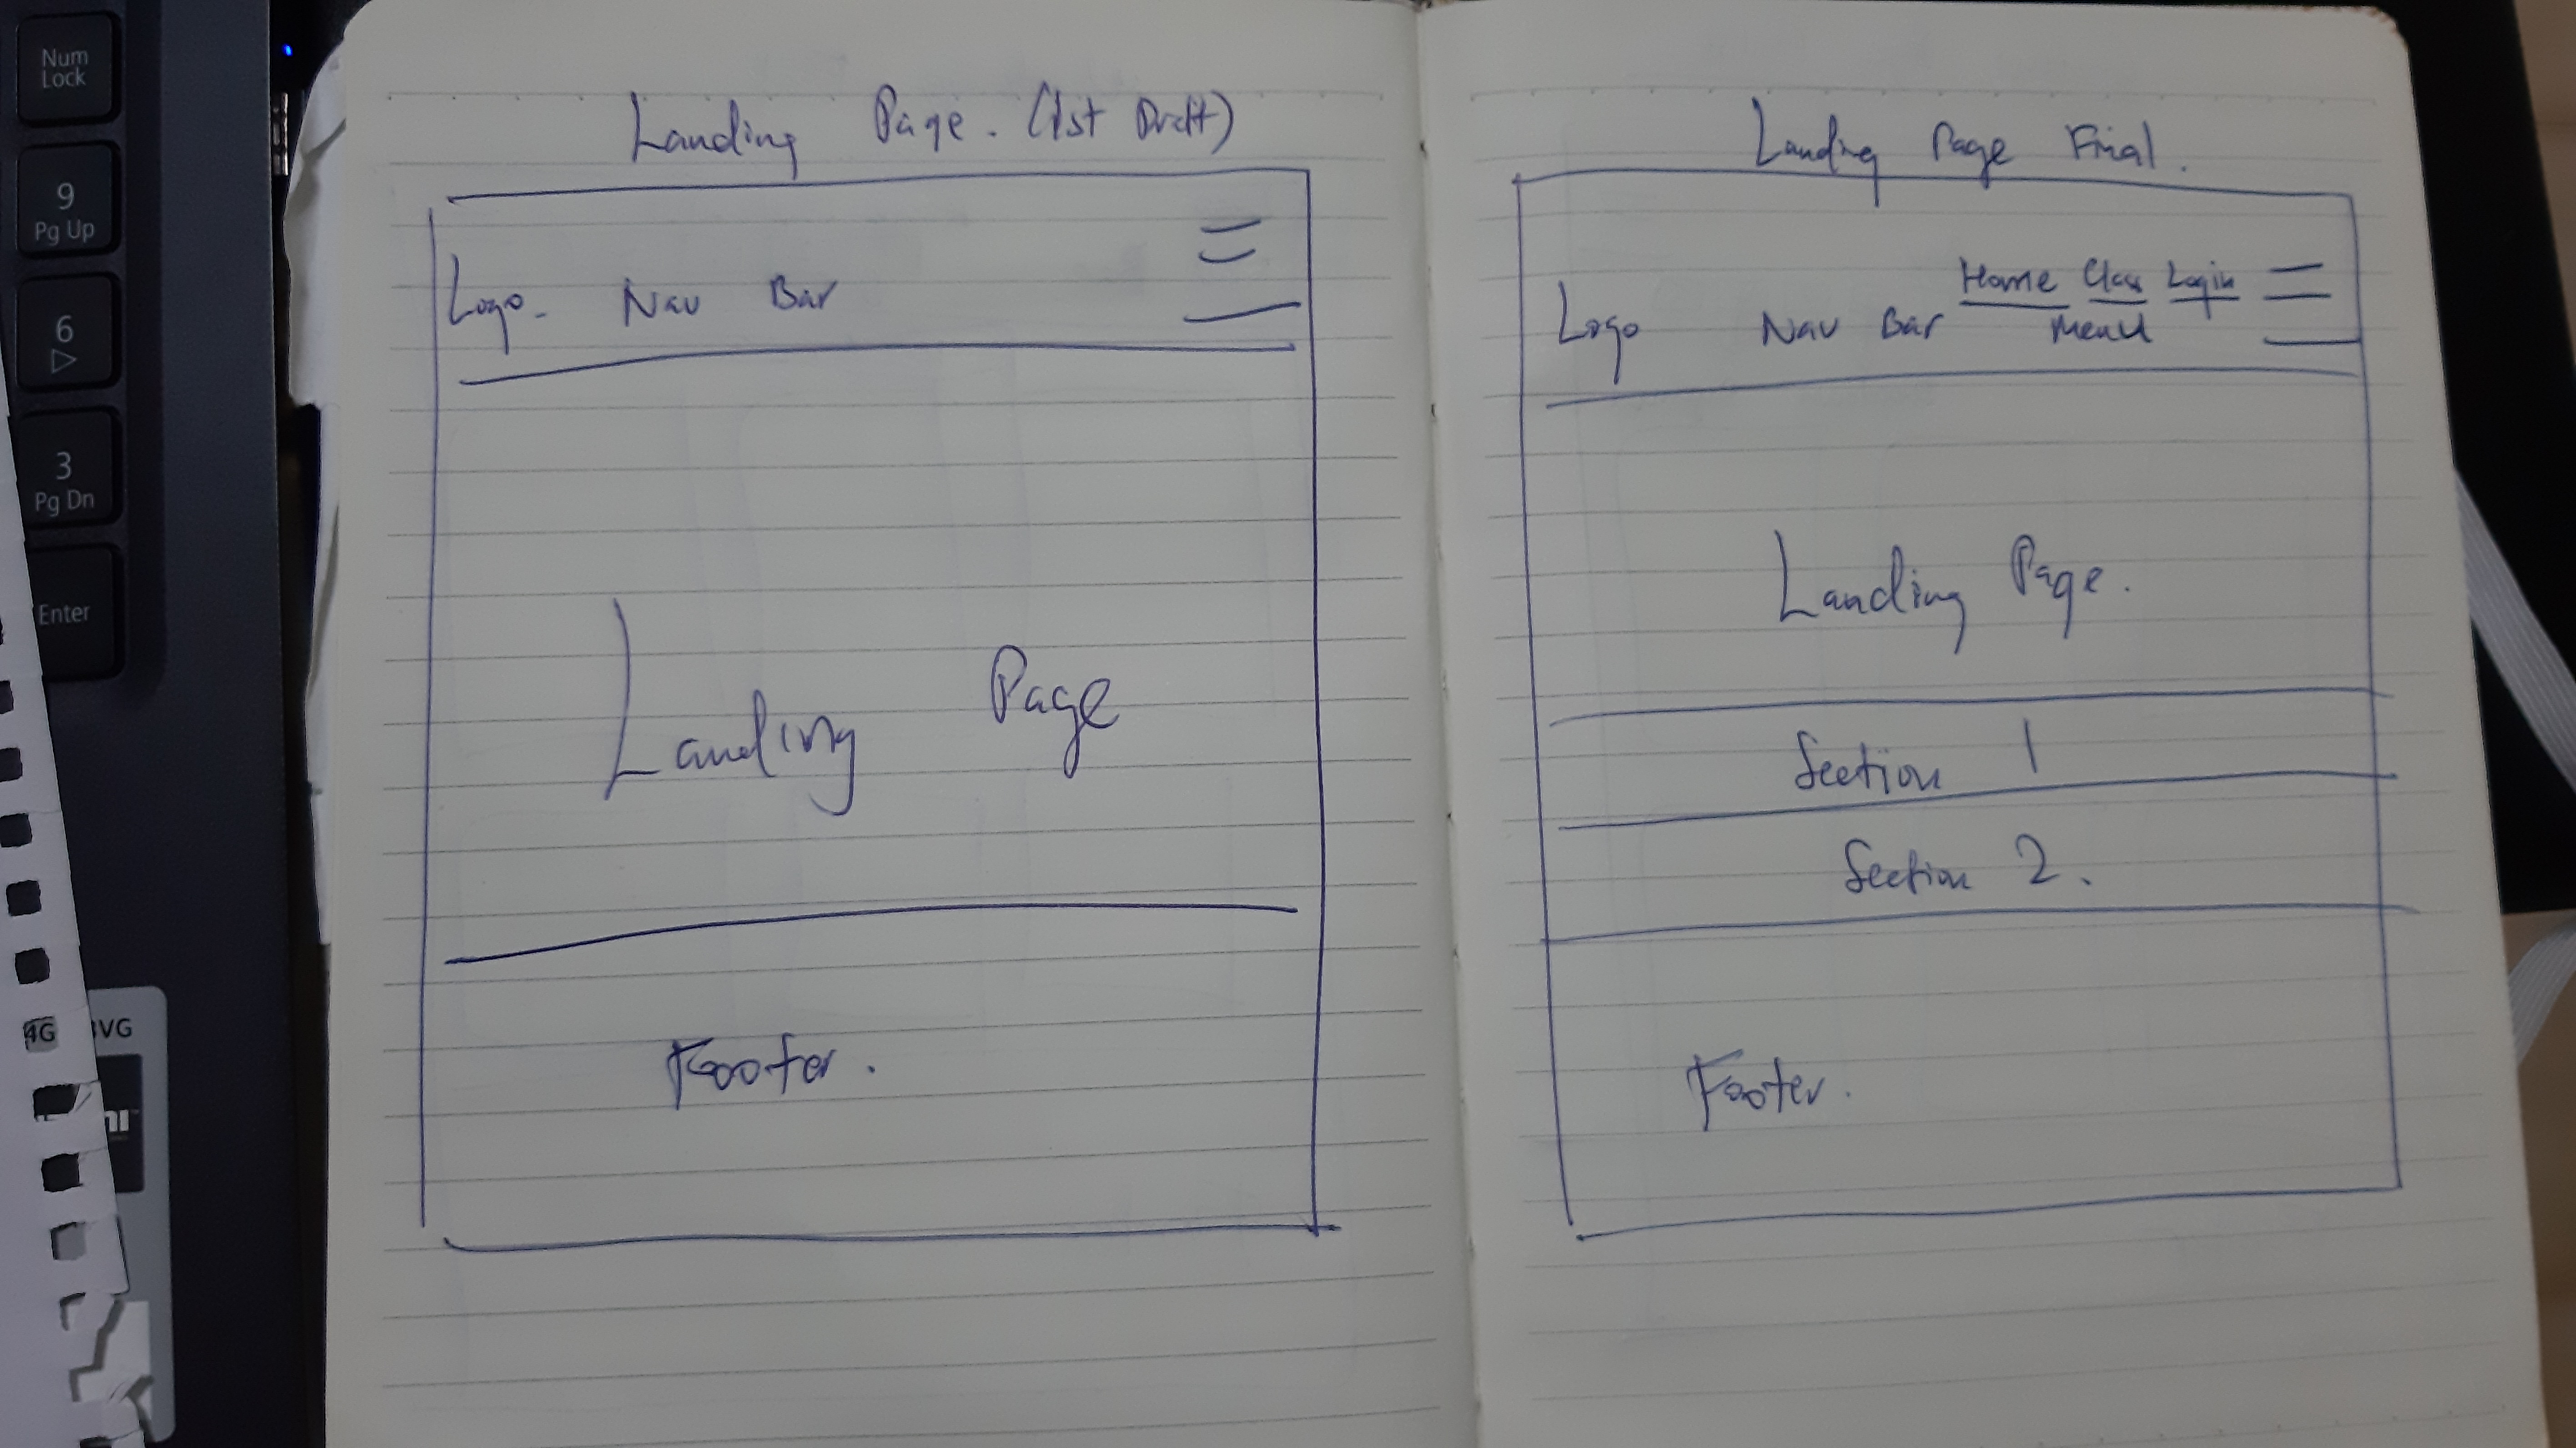 Num Lock
9 Pg Up
6
3 Pg Dn
Enter
4G
VG
Landing Page. (1st Draft)
Logo- Nav Bar
Landing Page
Footer.
Landing Page Final.
Home Class Login
Logo Nav Bar Menu
Landing Page.
Section 1
Section 2.
Footer.